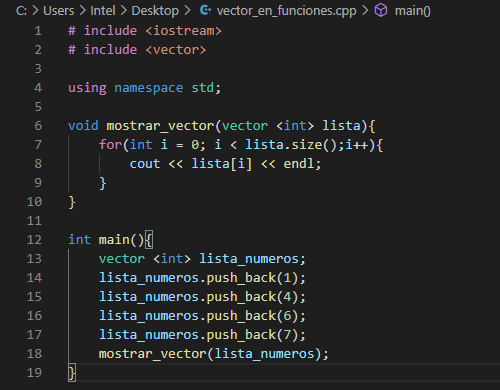 C: > Users > Intel > Desktop > vector_en_funciones.cpp > main()
1 # include <iostream>
2 # include <vector>
3
4 using namespace std;
5
6 void mostrar_vector(vector <int> lista){
7     for(int i = 0; i < lista.size();i++){
8         cout << lista[i] << endl;
9     }
10 }
11
12 int main(){
13     vector <int> lista_numeros;
14     lista_numeros.push_back(1);
15     lista_numeros.push_back(4);
16     lista_numeros.push_back(6);
17     lista_numeros.push_back(7);
18     mostrar_vector(lista_numeros);
19 }